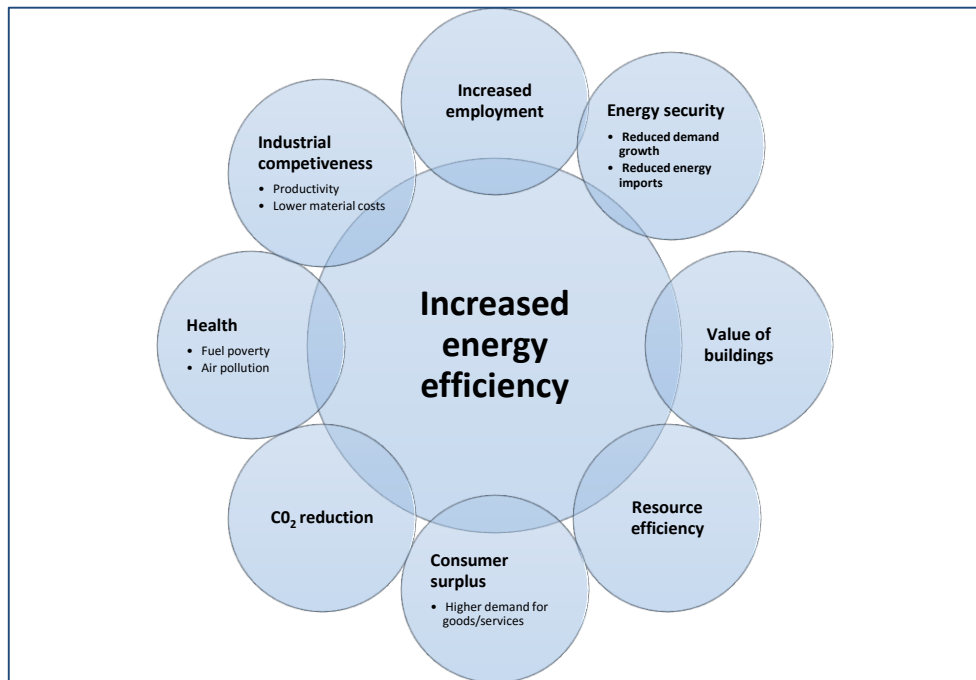 Increased
employment
Energy security
• Reduced demand
growth
• Reduced energy
imports
Industrial
competiveness
• Productivity
• Lower material costs
Increased
energy
efficiency
Health
• Fuel poverty
• Air pollution
Value of
buildings
C0₂ reduction
Resource
efficiency
Consumer
surplus
• Higher demand for
goods/services